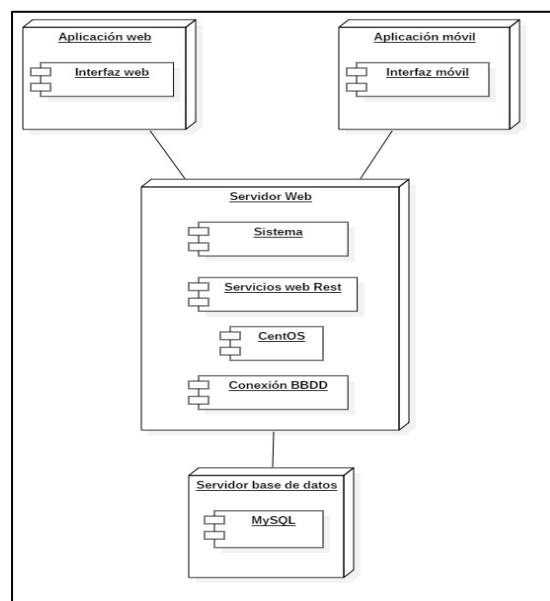 Aplicación web
Interfaz web
Aplicación móvil
Interfaz móvil
Servidor Web
Sistema
Servicios web Rest
CentOS
Conexión BBDD
Servidor base de datos
MySQL